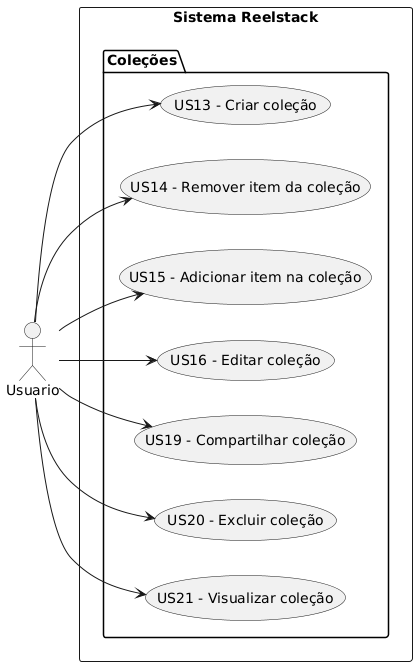 Sistema Reelstack
Coleções
US13 - Criar coleção
US14 - Remover item da coleção
US15 - Adicionar item na coleção
US16 - Editar coleção
Usuario
US19 - Compartilhar coleção
US20 - Excluir coleção
US21 - Visualizar coleção